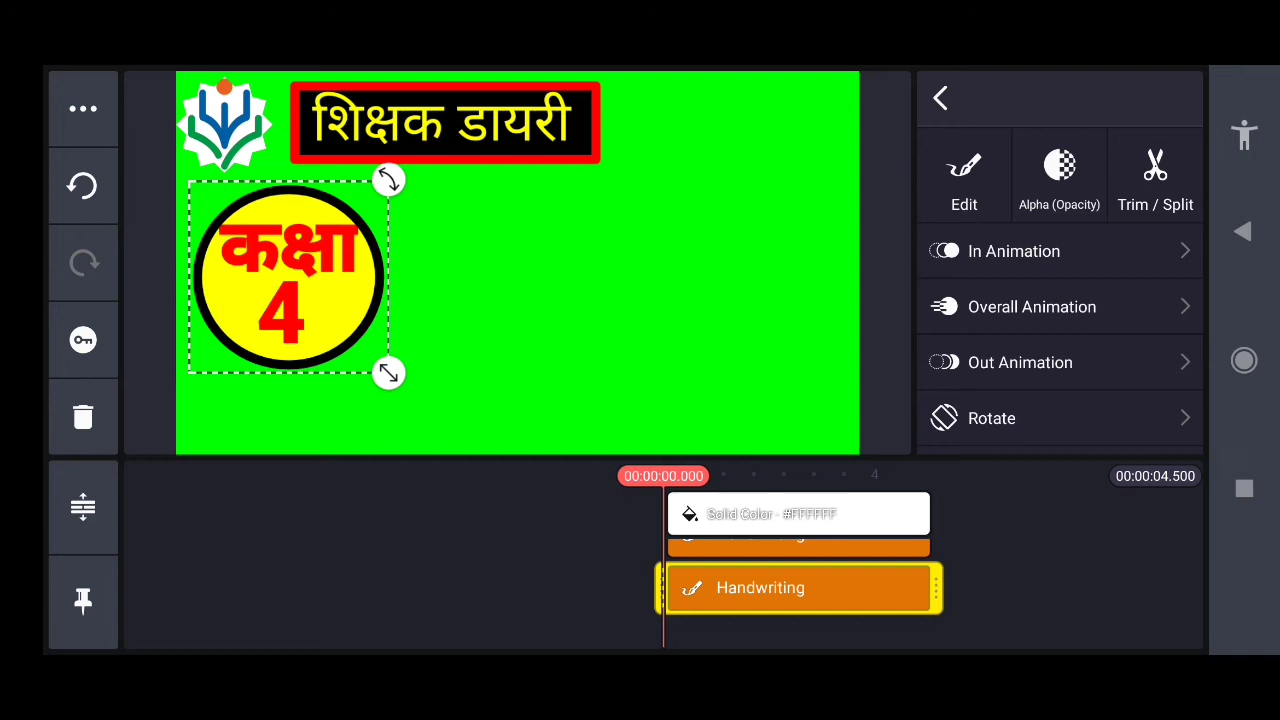 शिक्षक डायरी
कक्षा
4
Edit
Alpha (Opacity)
Trim / Split
In Animation
Overall Animation
Out Animation
Rotate
00:00:00.000
4
00:00:04.500
Solid Color - #FFFFFF
Handwriting